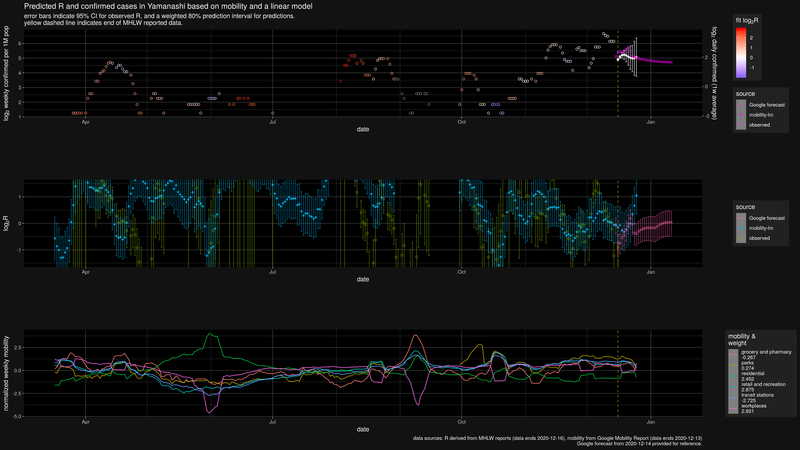 Predicted R and confirmed cases in Yamanashi based on mobility and a linear model
error bars indicate 95% CI for observed R, and a weighted 80% prediction interval for predictions.
yellow dashed line indicates end of MHLW reported data.
log₂ weekly confirmed per 1M pop
6
5
4
3
2
1
Apr
Jul
Oct
Jan
date
4
2
0
-2
log₂ daily confirmed (1w average)
fit log₂R
2
1
0
-1
source
Google forecast
mobility-lm
observed
log₂R
1
0
-1
Apr
Jul
Oct
Jan
date
source
Google forecast
mobility-lm
observed
normalized weekly mobility
2.5
0.0
-2.5
-5.0
Apr
Jul
Oct
Jan
date
mobility &
weight
grocery and pharmacy
-0.267
parks
0.274
residential
2.452
retail and recreation
2.875
transit stations
-2.725
workplaces
2.931
data sources: R derived from MHLW reports (data ends 2020-12-16), mobility from Google Mobility Report (data ends 2020-12-13)
Google forecast from 2020-12-14 provided for reference.